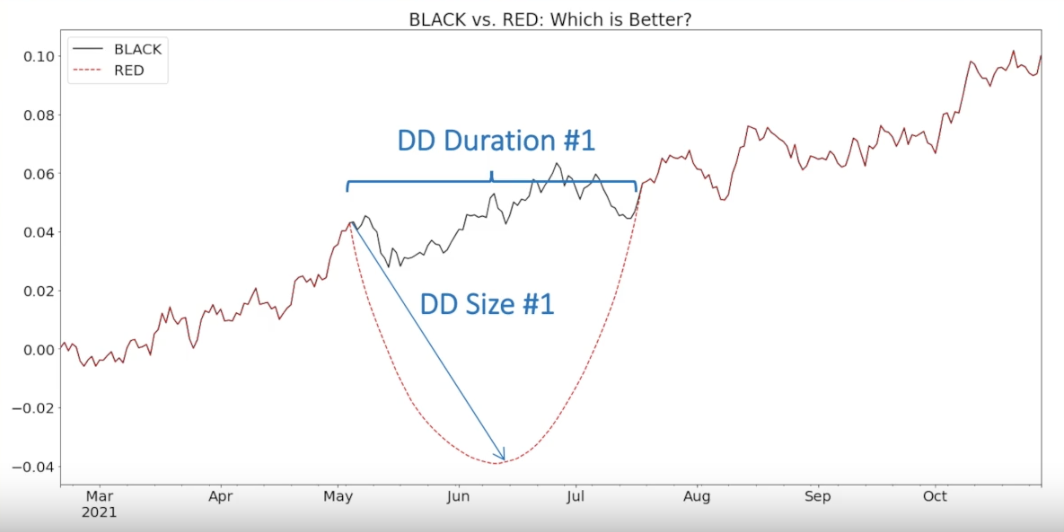 BLACK vs. RED: Which is Better?
BLACK
RED
0.10
0.08
0.06
0.04
0.02
0.00
−0.02
−0.04
DD Duration #1
DD Size #1
Mar Apr May Jun Jul Aug Sep Oct
2021